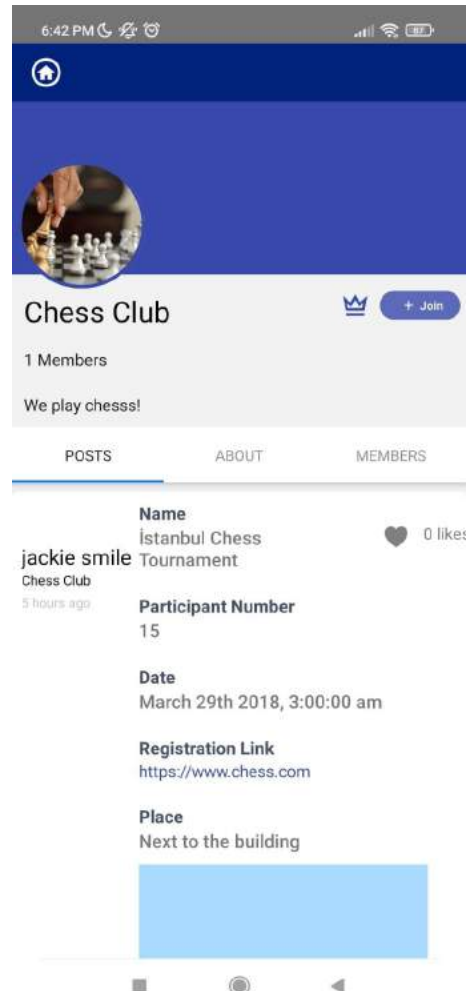 6:42 PM
87
Chess Club
+ Join
1 Members
We play chesss!
POSTS
ABOUT
MEMBERS
jackie smile
Chess Club
5 hours ago
Name
İstanbul Chess
Tournament
0 likes
Participant Number
15
Date
March 29th 2018, 3:00:00 am
Registration Link
https://www.chess.com
Place
Next to the building